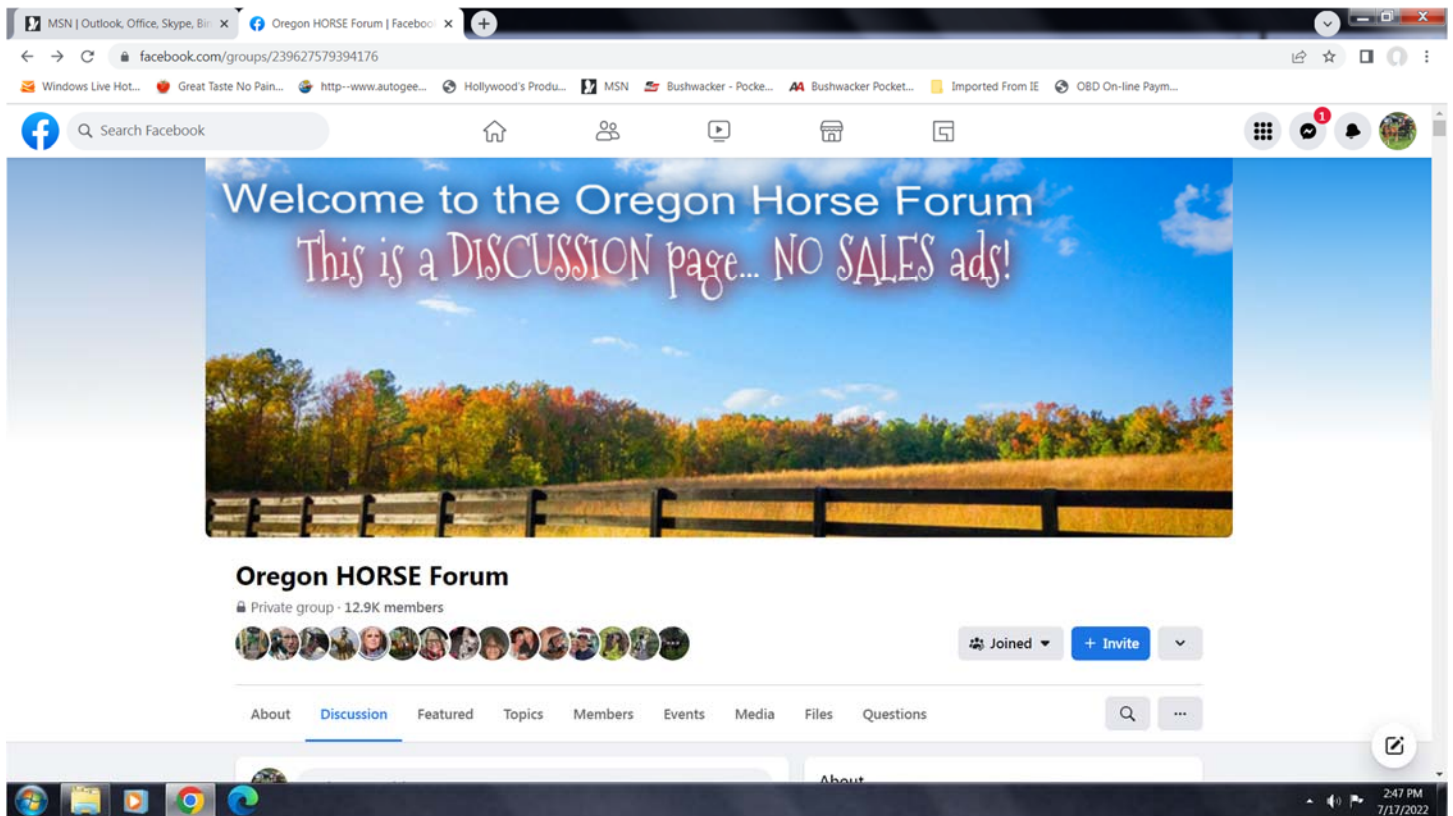 MSN | Outlook, Office, Skype, Bin
Oregon HORSE Forum | Facebool
facebook.com/groups/239627579394176
Windows Live Hot... Great Taste No Pain... http--www.autogee... Hollywood's Produ... MSN Bushwacker - Pocke... AA Bushwacker Pocket... Imported From IE OBD On-line Paym...
Search Facebook
1
Welcome to the Oregon Horse Forum
This is a DISCUSSION page... NO SALES ads!
Oregon HORSE Forum
Private group · 12.9K members
Joined + Invite
About Discussion Featured Topics Members Events Media Files Questions
About
2:47 PM
7/17/2022